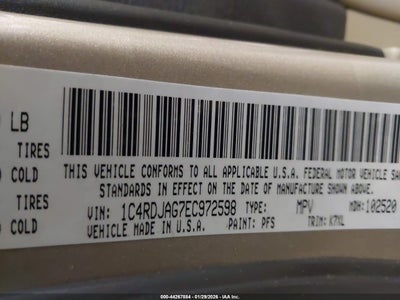 LB
TIRES
COLD
TIRES
COLD
THIS VEHICLE CONFORMS TO ALL APPLICABLE U.S.A. FEDERAL MOTOR VEHICLE
STANDARDS IN EFFECT ON THE DATE OF MANUFACTURE SHOWN ABOVE.
VIN: 1C4RDJAG7EC972598 TYPE: MPV MDH: 102520
VEHICLE MADE IN U.S.A. PAINT: PFS TRIM: K7XL
000-44267884 | 01/29/2026 - IAA Inc.